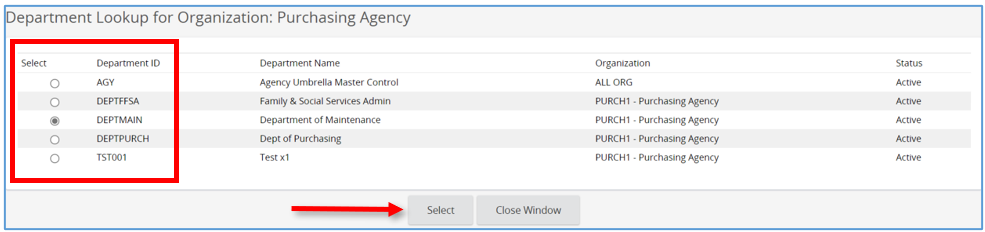 Department Lookup for Organization: Purchasing Agency
Select Department ID Department Name Organization Status
AGY Agency Umbrella Master Control ALL ORG Active
DEPTFFSA Family & Social Services Admin PURCH1 - Purchasing Agency Active
DEPTMAIN Department of Maintenance PURCH1 - Purchasing Agency Active
DEPTPURCH Dept of Purchasing PURCH1 - Purchasing Agency Active
TST001 Test x1 PURCH1 - Purchasing Agency Active
Select Close Window